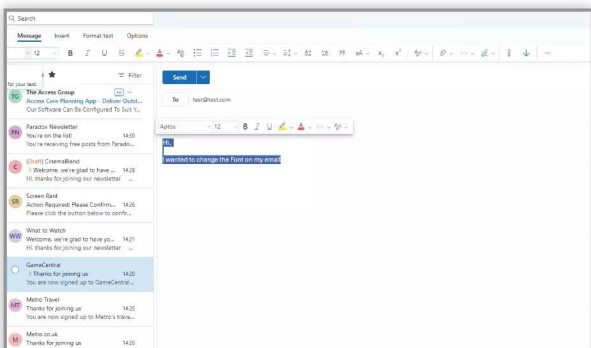 Search
Message Insert Format text Options
12 B I U S
for your text.
Filter
TG The Access Group
Access Care Planning App - Deliver Outst...
Our Software Can Be Configured To Suit Y...
PN Paradox Newsletter
You're on the list! 14:30
You're receiving free posts from Parado...
C [Draft] CinemaBlend
Welcome, we're glad to have ... 14:28
Hi. thanks for joining our newsletter ...
SR Screen Rant
Action Required: Please Confirm... 14:26
Please click the button below to confir...
WW What to Watch
Welcome, we're glad to have yo... 14:21
Hi. thanks for joining our newsletter ...
GameCentral
Thanks for joining us 14:20
You are now signed up to GameCentral...
MT Metro Travel
Thanks for joining us 14:20
You are now signed up to Metro's trave...
M Metro.co.uk
Thanks for joining us 14:20
Send
To test@test.com
Aptos 12 B I U
Hi,
I wanted to change the Font on my email